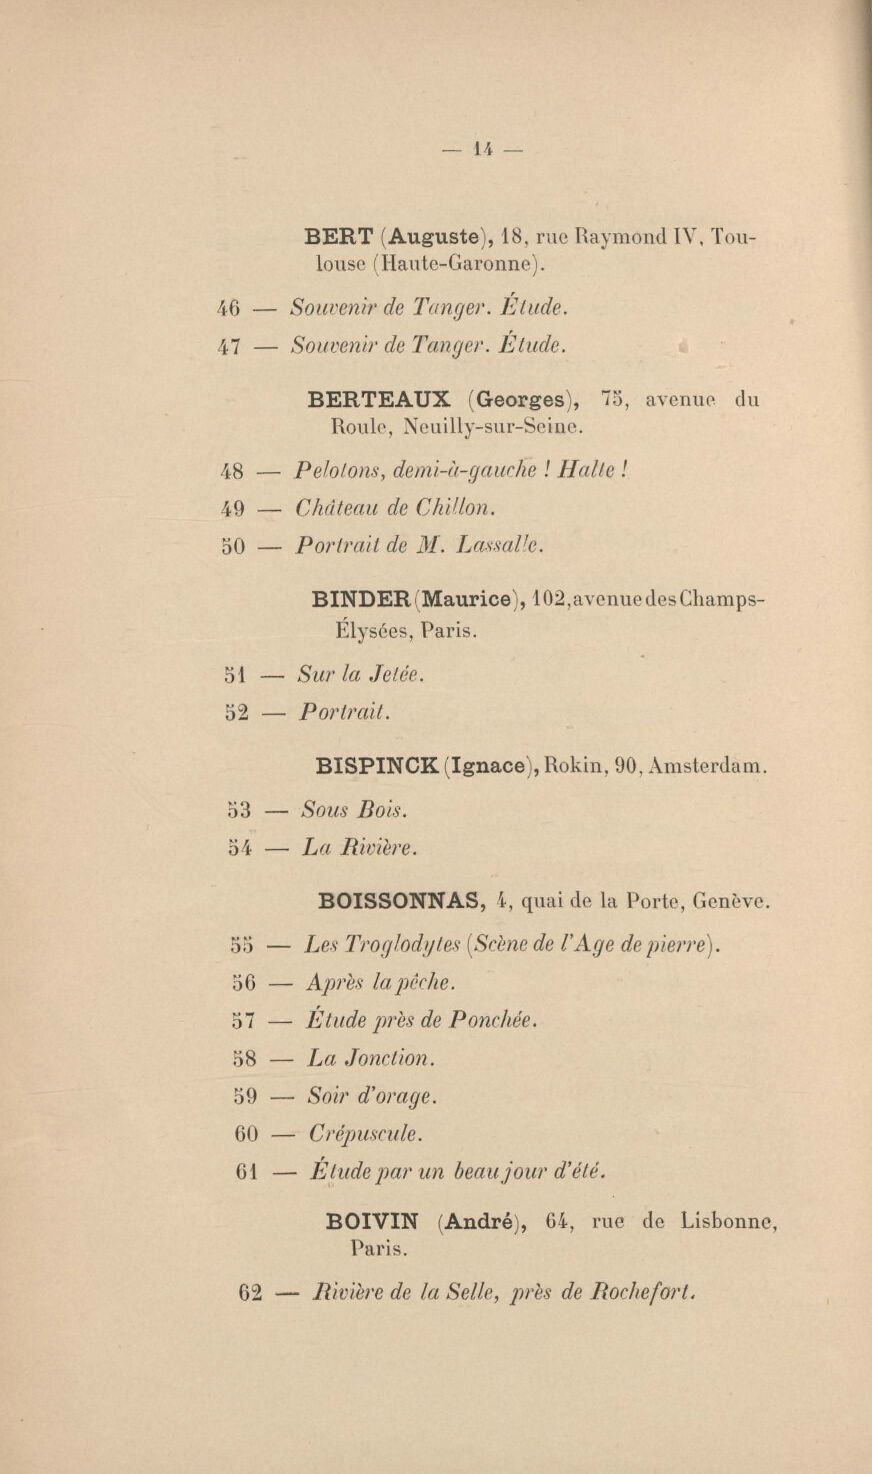 — 14 —
BERT (Auguste), 18, rue Raymond IV, Tou-
louse (Haute-Garonne).
46 — Souvenir de Tanger. Étude.
47 — Souvenir de Tanger. Étude.
BERTEAUX (Georges), 75, avenue du
Roule, Neuilly-sur-Seine.
48 — Pelotons, demi-à-gauche ! Halte !
49 — Château de Chillon.
50 — Portrait de M. Lassalle.
BINDER (Maurice), 102, avenue des Champs-
Élysées, Paris.
51 — Sur la Jetée.
52 — Portrait.
BISPINCK (Ignace), Rokin, 90, Amsterdam.
53 — Sous Bois.
54 — La Rivière.
BOISSONNAS, 4, quai de la Porte, Genève.
55 — Les Troglodytes (Scène de l'Age de pierre).
56 — Après la pêche.
57 — Étude près de Ponchée.
58 — La Jonction.
59 — Soir d'orage.
60 — Crépuscule.
61 — Étude par un beau jour d'été.
BOIVIN (André), 64, rue de Lisbonne,
Paris.
62 — Rivière de la Selle, près de Rochefort.